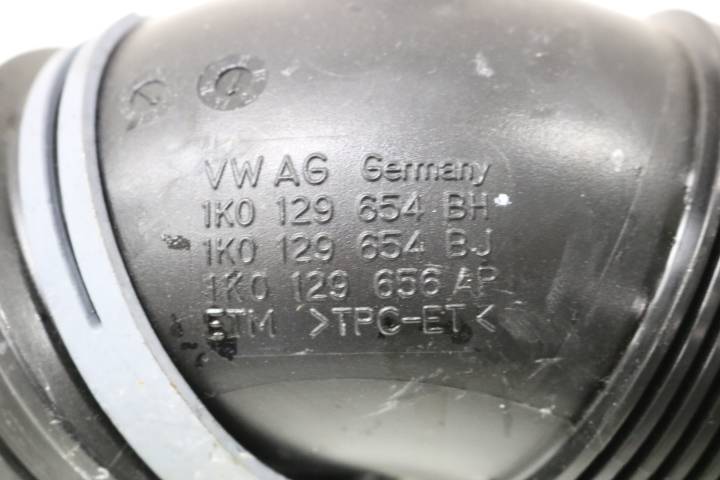 VW AG Germany
1K0 129 654 BH
1K0 129 654 BJ
1K0 129 656 AP
ETM >TPC-ET<